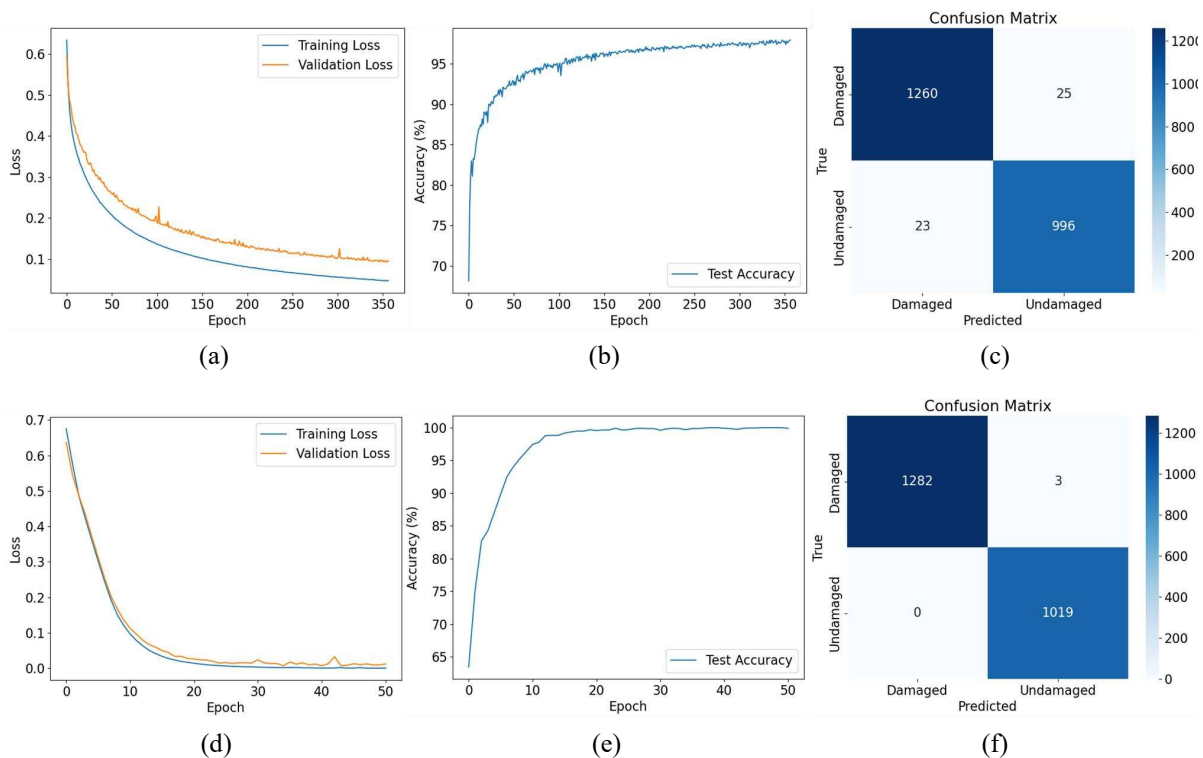 0.6
0.5
0.4
0.3
0.2
0.1
Loss
Training Loss
Validation Loss
0 50 100 150 200 250 300 350
Epoch
(a)
95
90
85
80
75
70
Accuracy (%)
Test Accuracy
0 50 100 150 200 250 300 350
Epoch
(b)
Confusion Matrix
True
Damaged
Undamaged
1260 25
23 996
Damaged Undamaged
Predicted
1200
1000
800
600
400
200
(c)
0.7
0.6
0.5
0.4
0.3
0.2
0.1
0.0
Loss
Training Loss
Validation Loss
0 10 20 30 40 50
Epoch
(d)
100
95
90
85
80
75
70
65
Accuracy (%)
Test Accuracy
0 10 20 30 40 50
Epoch
(e)
Confusion Matrix
True
Damaged
Undamaged
1282 3
0 1019
Damaged Undamaged
Predicted
1200
1000
800
600
400
200
0
(f)